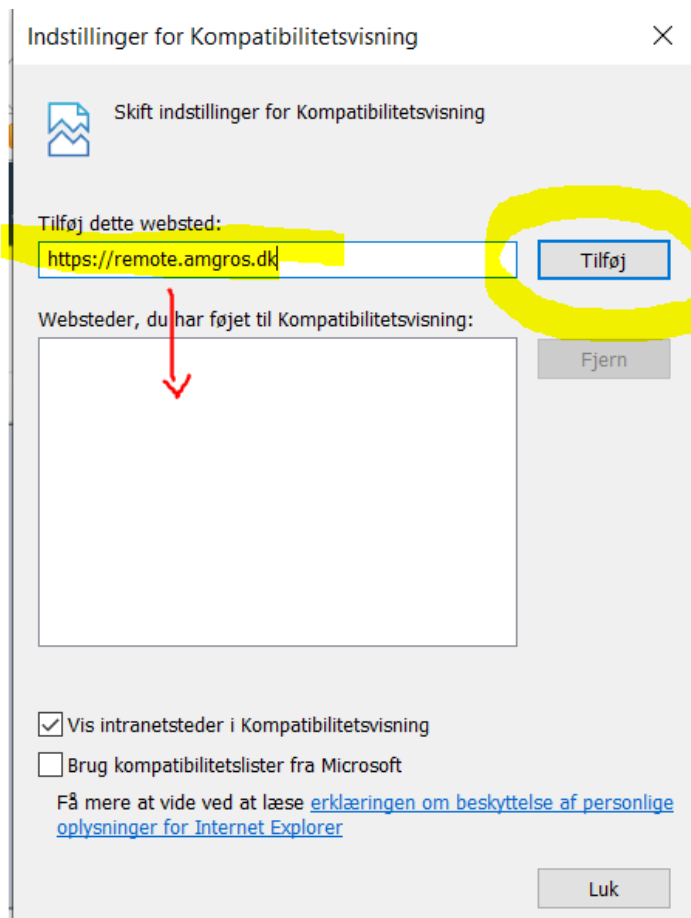 Indstillinger for Kompatibilitetsvisning
Skift indstillinger for Kompatibilitetsvisning
Tilføj dette websted:
https://remote.amgros.dk
Tilføj
Websteder, du har føjet til Kompatibilitetsvisning:
Fjern
Vis intranetsteder i Kompatibilitetsvisning
Brug kompatibilitetslister fra Microsoft
Få mere at vide ved at læse erklæringen om beskyttelse af personlige
oplysninger for Internet Explorer
Luk